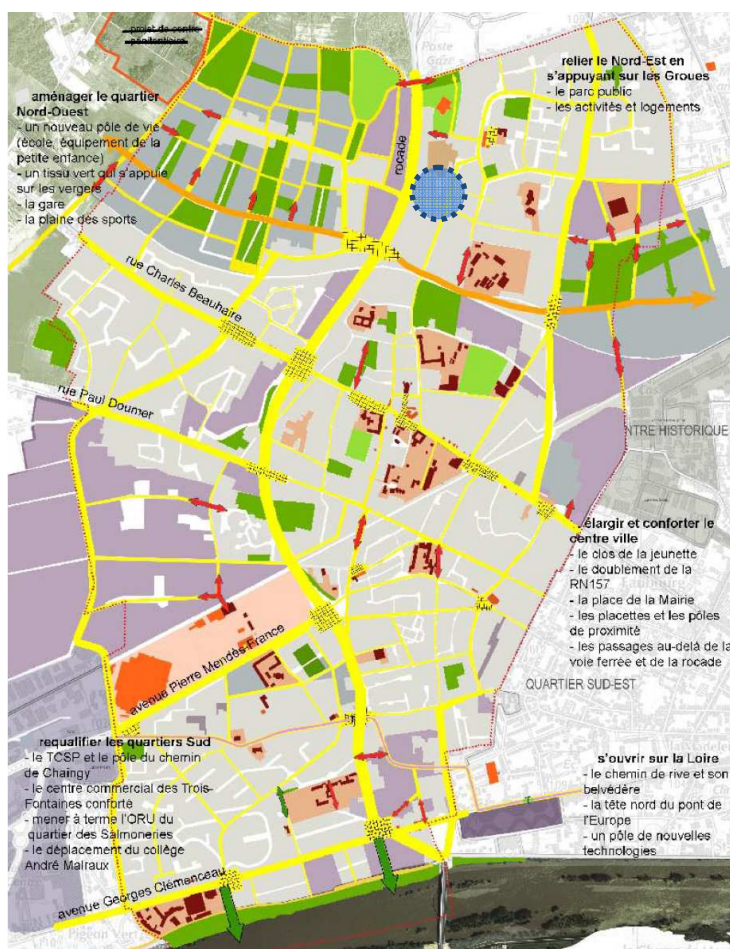 projet de centre
pénitentiaire
Poste Gaz
relier le Nord-Est en
s'appuyant sur les Groues
- le parc public
- les activités et logements
aménager le quartier
Nord-Ouest
- un nouveau pôle de vie
(école, équipement de la
petite enfance)
- un tissu vert qui s'appuie
sur les vergers
- la gare
- la plaine des sports
rocade
rue Charles Beauhaire
rue Paul Doumer
NTRE HISTORIQUE
élargir et conforter le
centre ville
- le clos de la jeunette
- le doublement de la
RN157
- la place de la Mairie
- les placettes et les pôles
de proximité
- les passages au-delà de la
voie ferrée et de la rocade
avenue Pierre Mendès-France
QUARTIER SUD-EST
requalifier les quartiers Sud
- le TCSP et le pôle du chemin
de Chaingy
- le centre commercial des Trois-
Fontaines conforté
- mener à terme l'ORU du
quartier des Salmoneries
- le déplacement du collège
André Malraux
s'ouvrir sur la Loire
- le chemin de rive et son
belvédère
- la tête nord du pont de
l'Europe
- un pôle de nouvelles
technologies
avenue Georges Clémenceau
Pigeon Vert